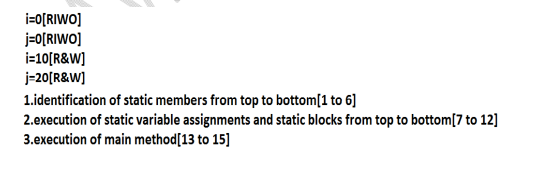 i=0[RIWO]
j=0[RIWO]
i=10[R&W]
j=20[R&W]
1.identification of static members from top to bottom[1 to 6]
2.execution of static variable assignments and static blocks from top to bottom[7 to 12]
3.execution of main method[13 to 15]